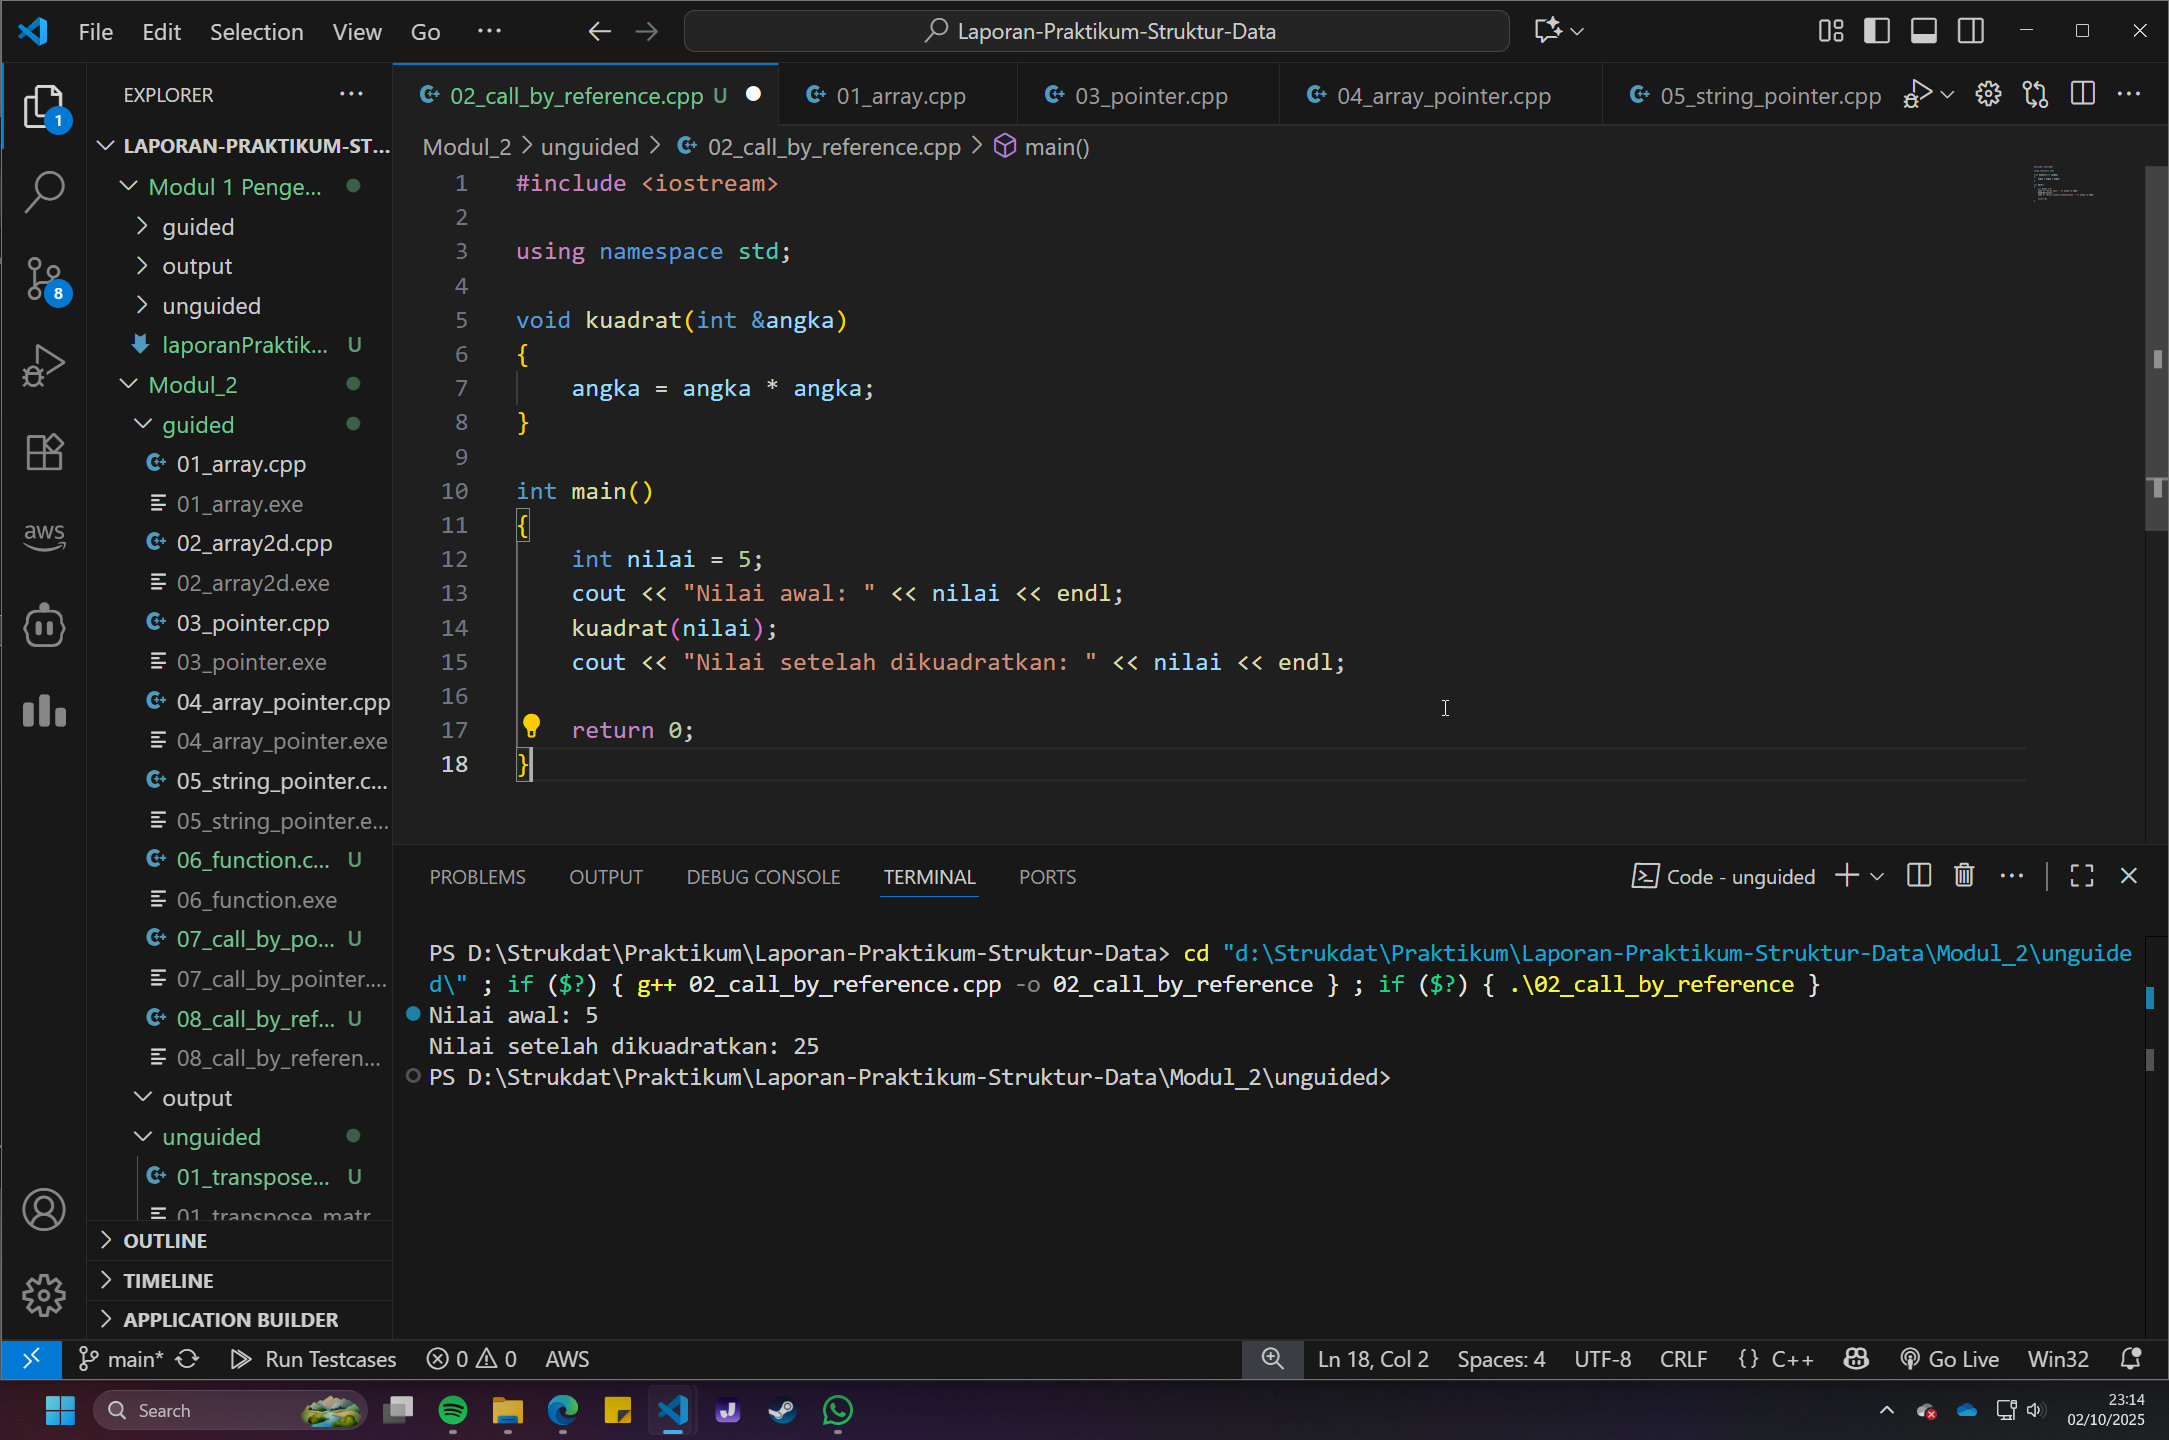 File Edit Selection View Go ··· Laporan-Praktikum-Struktur-Data
EXPLORER ···
LAPORAN-PRAKTIKUM-ST...
Modul 1 Penge...
guided
output
unguided
laporanPraktik... U
Modul_2
guided
01_array.cpp
01_array.exe
02_array2d.cpp
02_array2d.exe
03_pointer.cpp
03_pointer.exe
04_array_pointer.cpp
04_array_pointer.exe
05_string_pointer.c...
05_string_pointer.e...
06_function.c... U
06_function.exe
07_call_by_po... U
07_call_by_pointer....
08_call_by_ref... U
08_call_by_referen...
output
unguided
01_transpose... U
01_transpose_matr
OUTLINE
TIMELINE
APPLICATION BUILDER
1
8
aws
02_call_by_reference.cpp U 01_array.cpp 03_pointer.cpp 04_array_pointer.cpp 05_string_pointer.cpp
Modul_2 > unguided > 02_call_by_reference.cpp > main()
1 #include <iostream>
2
3 using namespace std;
4
5 void kuadrat(int &angka)
6 {
7 angka = angka * angka;
8 }
9
10 int main()
11 {
12 int nilai = 5;
13 cout << "Nilai awal: " << nilai << endl;
14 kuadrat(nilai);
15 cout << "Nilai setelah dikuadratkan: " << nilai << endl;
16
17 return 0;
18 }
PROBLEMS OUTPUT DEBUG CONSOLE TERMINAL PORTS Code - unguided
PS D:\Strukdat\Praktikum\Laporan-Praktikum-Struktur-Data> cd "d:\Strukdat\Praktikum\Laporan-Praktikum-Struktur-Data\Modul_2\unguide
d\" ; if ($?) { g++ 02_call_by_reference.cpp -o 02_call_by_reference } ; if ($?) { .\02_call_by_reference }
Nilai awal: 5
Nilai setelah dikuadratkan: 25
PS D:\Strukdat\Praktikum\Laporan-Praktikum-Struktur-Data\Modul_2\unguided>
main* Run Testcases 0 0 AWS Ln 18, Col 2 Spaces: 4 UTF-8 CRLF {} C++ Go Live Win32
Search
23:14
02/10/2025